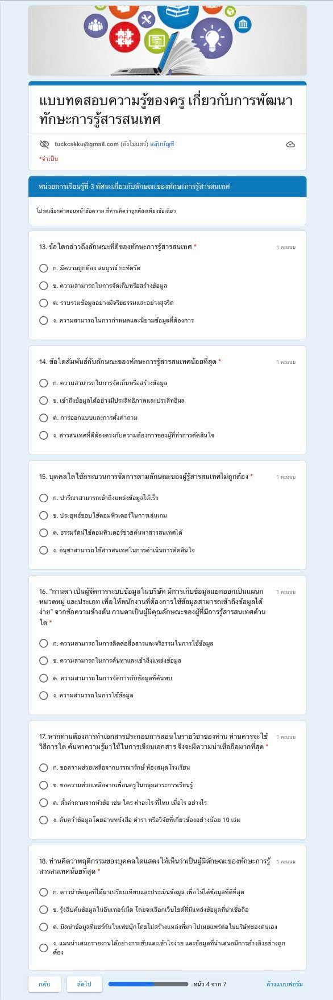 แบบทดสอบความรู้ของครู เกี่ยวกับการพัฒนา
ทักษะการรู้สารสนเทศ
tuckcskku@gmail.com (ยังไม่แชร์) สลับบัญชี
*จำเป็น
หน่วยการเรียนรู้ที่ 3 ทัศนะเกี่ยวกับลักษณะของทักษะการรู้สารสนเทศ
โปรดเลือกคำตอบหน้าข้อความ ที่ท่านคิดว่าถูกต้องเพียงข้อเดียว
13. ข้อใดกล่าวถึงลักษณะที่ดีของทักษะการรู้สารสนเทศ *
1 คะแนน
ก. มีความถูกต้อง สมบูรณ์ กะทัดรัด
ข. ความสามารถในการจัดเก็บหรือสร้างข้อมูล
ค. รวบรวมข้อมูลอย่างมีจริยธรรมและอย่างสุจริต
ง. ความสามารถในการกำหนดและนิยามข้อมูลที่ต้องการ
14. ข้อใดสัมพันธ์กับลักษณะของทักษะการรู้สารสนเทศน้อยที่สุด *
1 คะแนน
ก. ความสามารถในการจัดเก็บหรือสร้างข้อมูล
ข. เข้าถึงข้อมูลได้อย่างมีประสิทธิภาพและประสิทธิผล
ค. การออกแบบและการตั้งคำถาม
ง. สารสนเทศที่ดีต้องตรงกับความต้องการของผู้ที่ทำการตัดสินใจ
15. บุคคลใดใช้กระบวนการจัดการตามลักษณะของผู้รู้สารสนเทศไม่ถูกต้อง *
1 คะแนน
ก. ปารีณาสามารถเข้าถึงแหล่งข้อมูลได้เร็ว
ข. ประยุทธ์ชอบใช้คอมพิวเตอร์ในการเล่นเกม
ค. ธรรมรัตน์ใช้คอมพิวเตอร์ช่วยค้นหาสารสนเทศได้
ง. อนุชาสามารถใช้สารสนเทศในการดำเนินการตัดสินใจ
16. “กานดา เป็นผู้จัดการระบบข้อมูลในบริษัท มีการเก็บข้อมูลแยกออกเป็นแผนก
1 คะแนน
หมวดหมู่ และประเภท เพื่อให้พนักงานที่ต้องการใช้ข้อมูลสามารถเข้าถึงข้อมูลได้
ง่าย” จากข้อความข้างต้น กานดาเป็นผู้มีคุณลักษณะของผู้ที่มีการรู้สารสนเทศด้าน
ใด *
ก. ความสามารถในการติดต่อสื่อสารและจริธรรมในการใช้ข้อมูล
ข. ความสามารถในการค้นหาและเข้าถึงแหล่งข้อมูล
ค. ความสามารถในการจัดการกับข้อมูลที่ค้นพบ
ง. ความสามารถในการใช้ข้อมูล
17. หากท่านต้องการทำเอกสารประกอบการสอนในรายวิชาของท่าน ท่านควรจะใช้
1 คะแนน
วิธีการใด ค้นหาความรู้มาใช้ในการเขียนเอกสาร จึงจะมีความน่าเชื่อถือมากที่สุด *
ก. ขอความช่วยเหลือจากบรรณารักษ์ ห้องสมุดโรงเรียน
ข. ขอความช่วยเหลือจากเพื่อนครูในกลุ่มสาระการเรียนรู้
ค. ตั้งคำถามจากหัวข้อ เช่น ใคร ทำอะไร ที่ไหน เมื่อไร อย่างไร
ง. ค้นคว้าข้อมูลโดยอ่านหนังสือ ตำรา หรือวิจัยที่เกี่ยวข้องอย่างน้อย 10 เล่ม
18. ท่านคิดว่าพฤติกรรมของบุคคลใดแสดงให้เห็นว่าเป็นผู้มีลักษณะของทักษะการรู้
1 คะแนน
สารสนเทศน้อยที่สุด *
ก. ดาวนำข้อมูลที่ได้มาเปรียบเทียบและประเมินข้อมูล เพื่อให้ได้ข้อมูลที่ดีที่สุด
ข. รุ้งสืบค้นข้อมูลในอินเทอร์เน็ต โดยจะเลือกเว็บไซต์ที่มีแหล่งข้อมูลที่น่าเชื่อถือ
ค. นิดนำข้อมูลที่แชร์กันในเฟซบุ๊กโดยไม่สร้างแหล่งที่มา ไปเผยแพร่ต่อในบริษัทของตนเอง
ง. แมนนำเสนอรายงานได้อย่างกระชับและเข้าใจง่าย และข้อมูลที่นำเสนอมีการอ้างอิงอย่างถูก
ต้อง
กลับ
ถัดไป
หน้า 4 จาก 7
ล้างแบบฟอร์ม